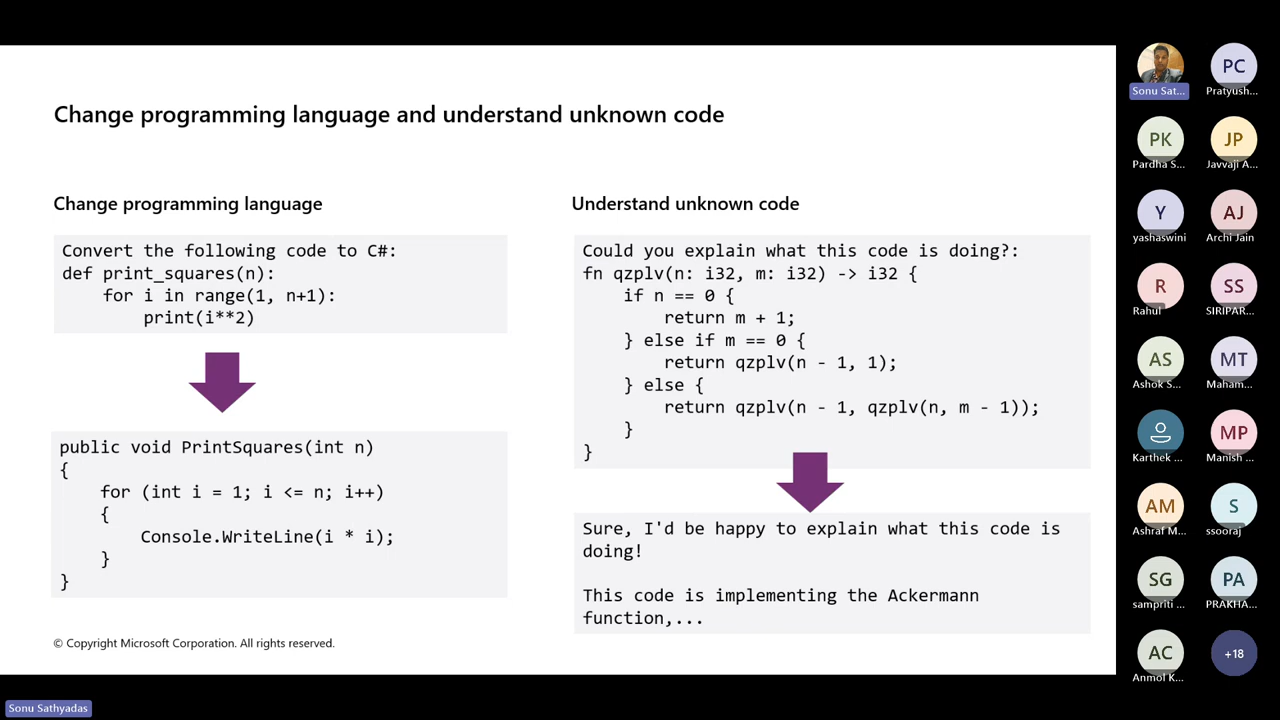 Change programming language and understand unknown code
Change programming language
Convert the following code to C#:
def print_squares(n):
    for i in range(1, n+1):
        print(i**2)
public void PrintSquares(int n)
{
    for (int i = 1; i <= n; i++)
    {
        Console.WriteLine(i * i);
    }
}
Understand unknown code
Could you explain what this code is doing?:
fn qzplv(n: i32, m: i32) -> i32 {
    if n == 0 {
        return m + 1;
    } else if m == 0 {
        return qzplv(n - 1, 1);
    } else {
        return qzplv(n - 1, qzplv(n, m - 1));
    }
}
Sure, I'd be happy to explain what this code is
doing!
This code is implementing the Ackermann
function,...
© Copyright Microsoft Corporation. All rights reserved.
Sonu Sathyadas
Sonu Sat...
PC
Pratyush...
PK
Pardha S...
JP
Javvaji A...
Y
yashaswini
AJ
Archi Jain
R
Rahul
SS
SIRIPAR...
AS
Ashok S...
MT
Maham...
Karthek ...
MP
Manish ...
AM
Ashraf M...
S
ssooraj
SG
sampriti ...
PA
PRAKHA...
AC
Anmol K...
+18